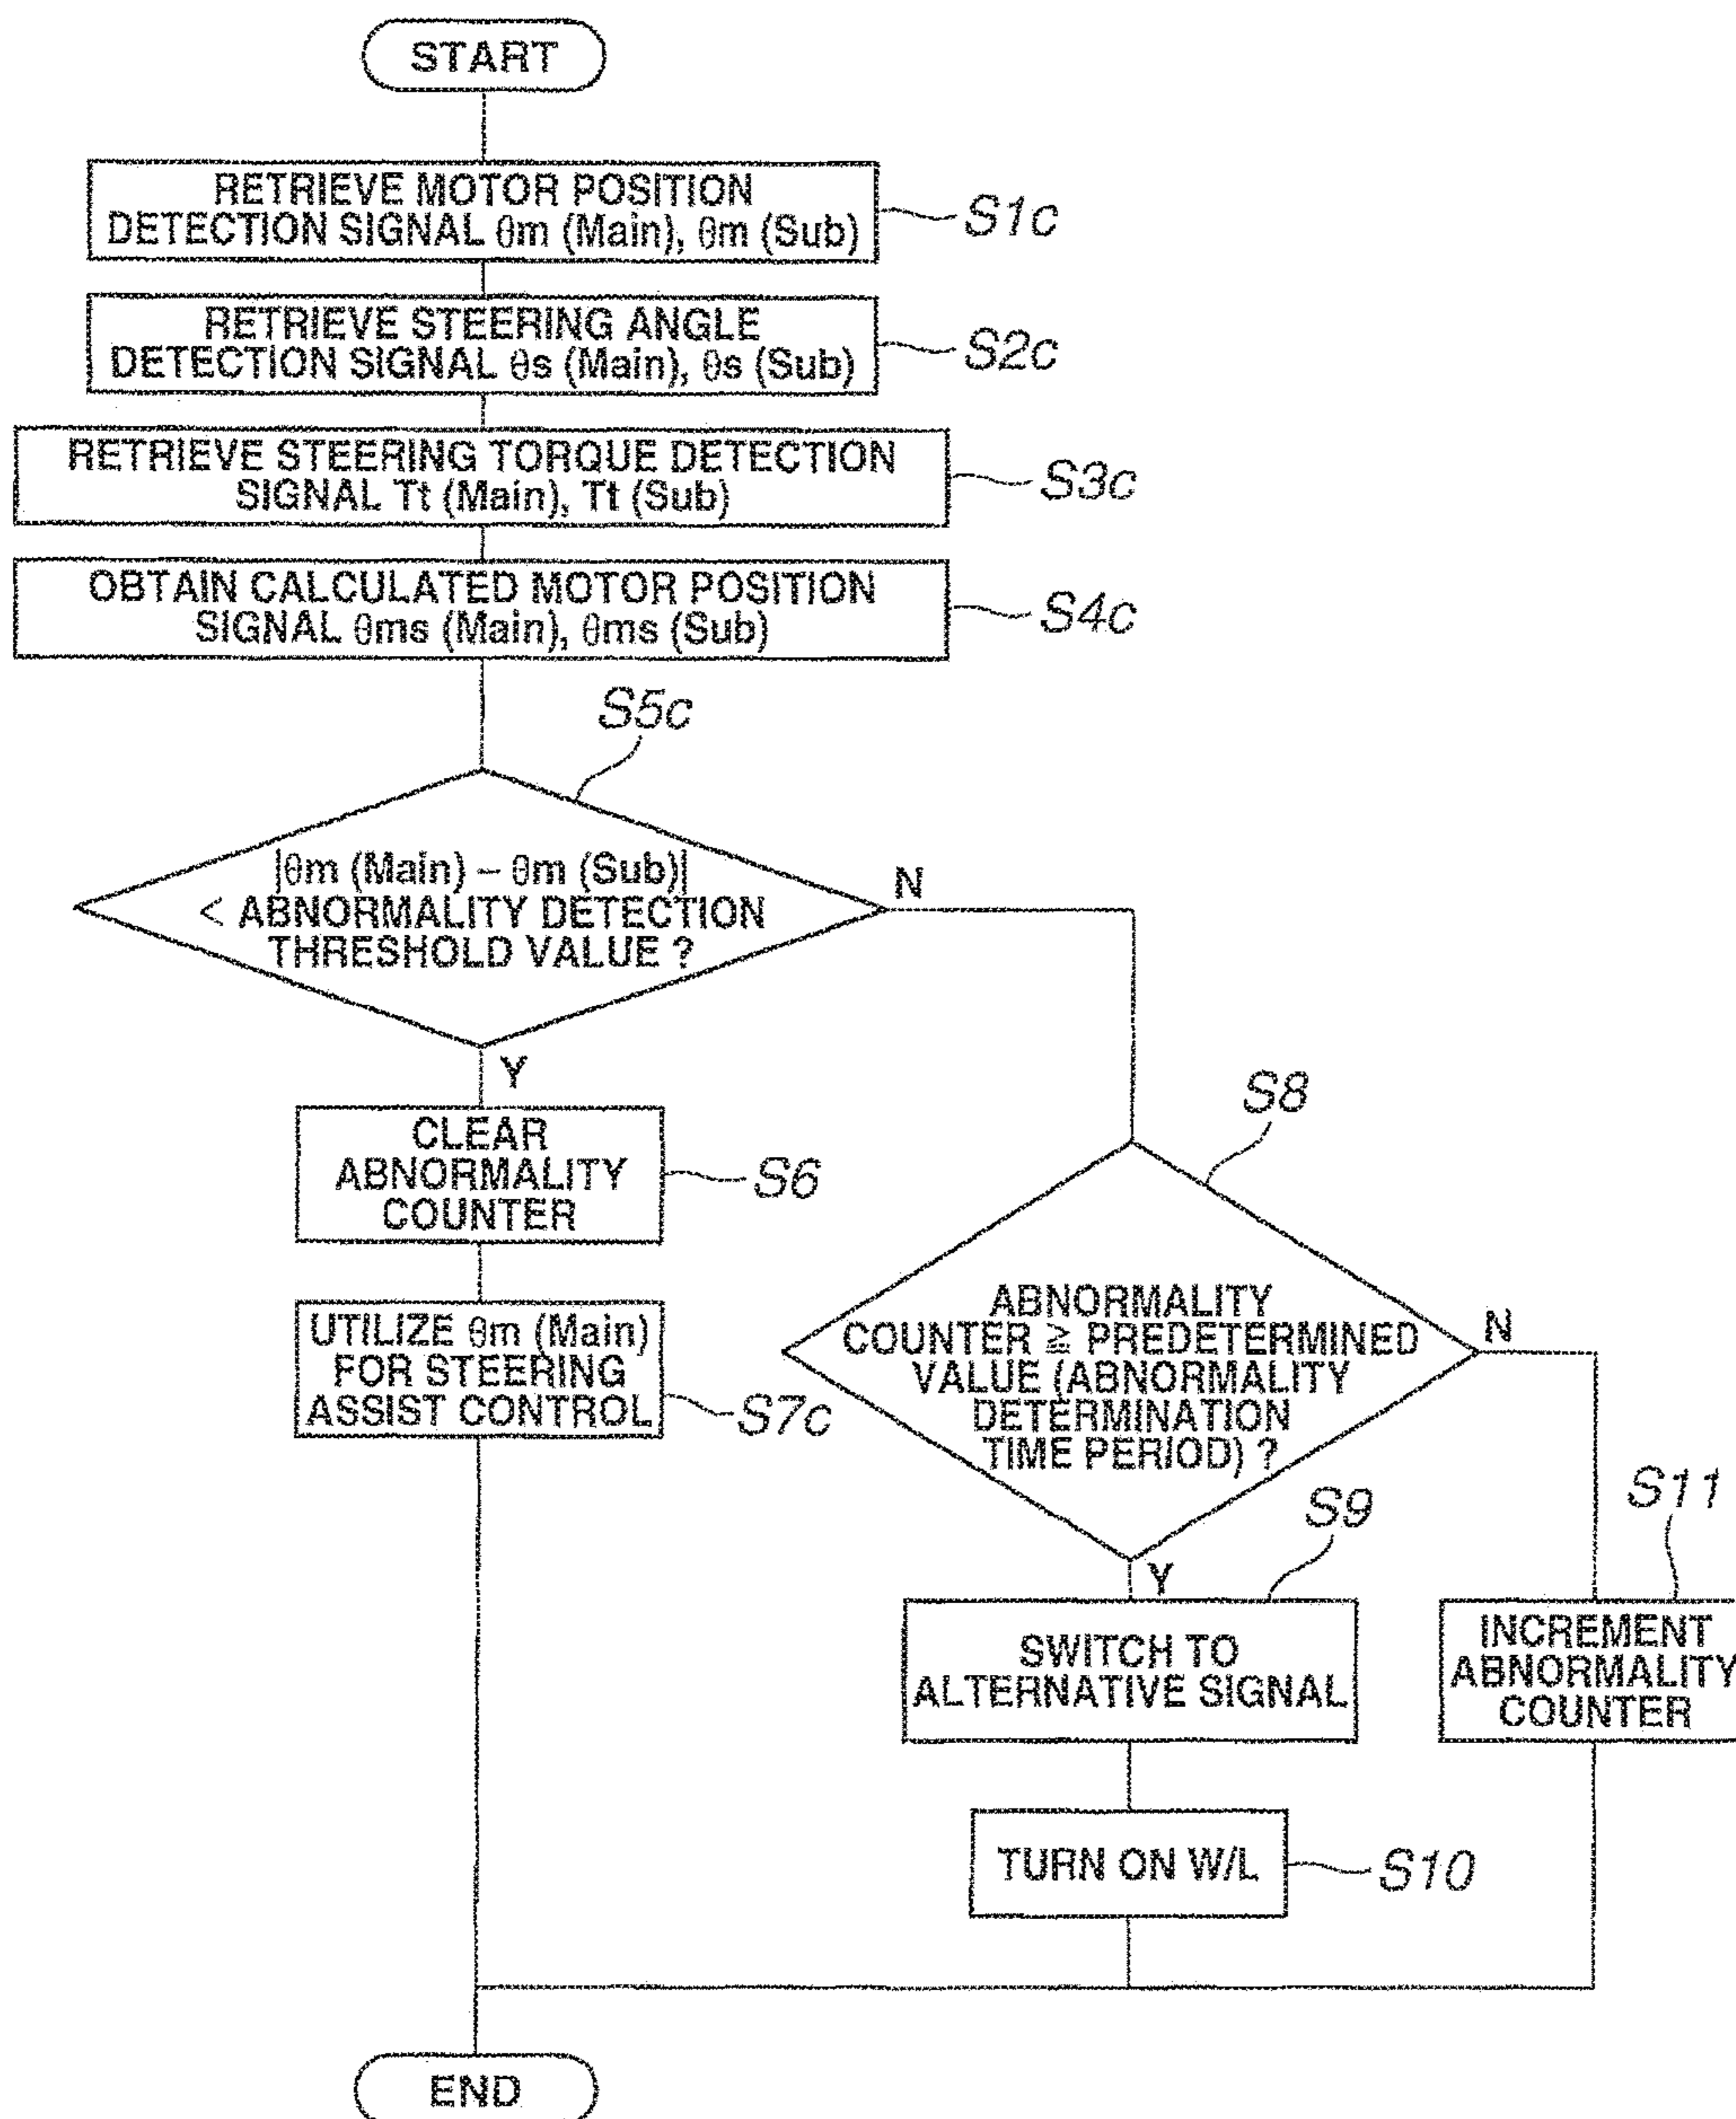 START
RETRIEVE MOTOR POSITION
DETECTION SIGNAL θm (Main), θm (Sub)
S1c
RETRIEVE STEERING ANGLE
DETECTION SIGNAL θs (Main), θs (Sub)
S2c
RETRIEVE STEERING TORQUE DETECTION
SIGNAL Tt (Main), Tt (Sub)
S3c
OBTAIN CALCULATED MOTOR POSITION
SIGNAL θms (Main), θms (Sub)
S4c
S5c
|θm (Main) – θm (Sub)|
< ABNORMALITY DETECTION
THRESHOLD VALUE ?
N
Y
CLEAR
ABNORMALITY
COUNTER
S6
UTILIZE θm (Main)
FOR STEERING
ASSIST CONTROL
S7c
S8
ABNORMALITY
COUNTER ≧ PREDETERMINED
VALUE (ABNORMALITY
DETERMINATION
TIME PERIOD) ?
N
Y
S9
SWITCH TO
ALTERNATIVE SIGNAL
S11
INCREMENT
ABNORMALITY
COUNTER
TURN ON W/L
S10
END